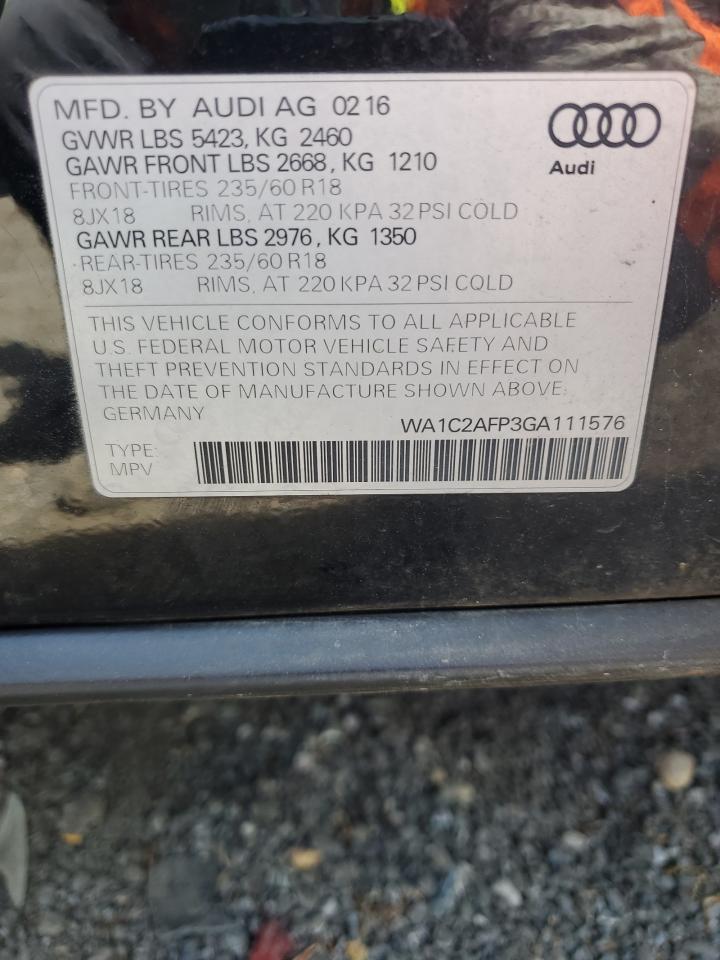 MFD. BY AUDI AG 0216
GVWR LBS 5423, KG 2460
GAWR FRONT LBS 2668, KG 1210
FRONT-TIRES 235/60 R18
8JX18 RIMS, AT 220 KPA 32 PSI COLD
GAWR REAR LBS 2976, KG 1350
REAR-TIRES 235/60 R18
8JX18 RIMS, AT 220 KPA 32 PSI COLD
Audi
THIS VEHICLE CONFORMS TO ALL APPLICABLE
U.S. FEDERAL MOTOR VEHICLE SAFETY AND
THEFT PREVENTION STANDARDS IN EFFECT ON
THE DATE OF MANUFACTURE SHOWN ABOVE:
GERMANY
WA1C2AFP3GA111576
TYPE:
MPV